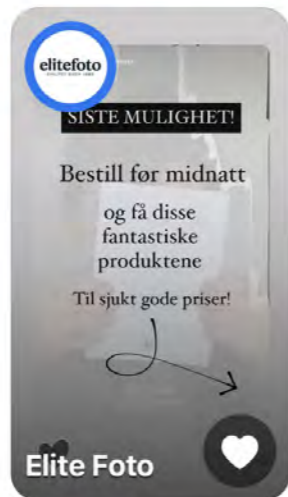 elitefoto
SISTE MULIGHET!
Bestill før midnatt
og få disse
fantastiske
produktene
Til sjukt gode priser!
Elite Foto